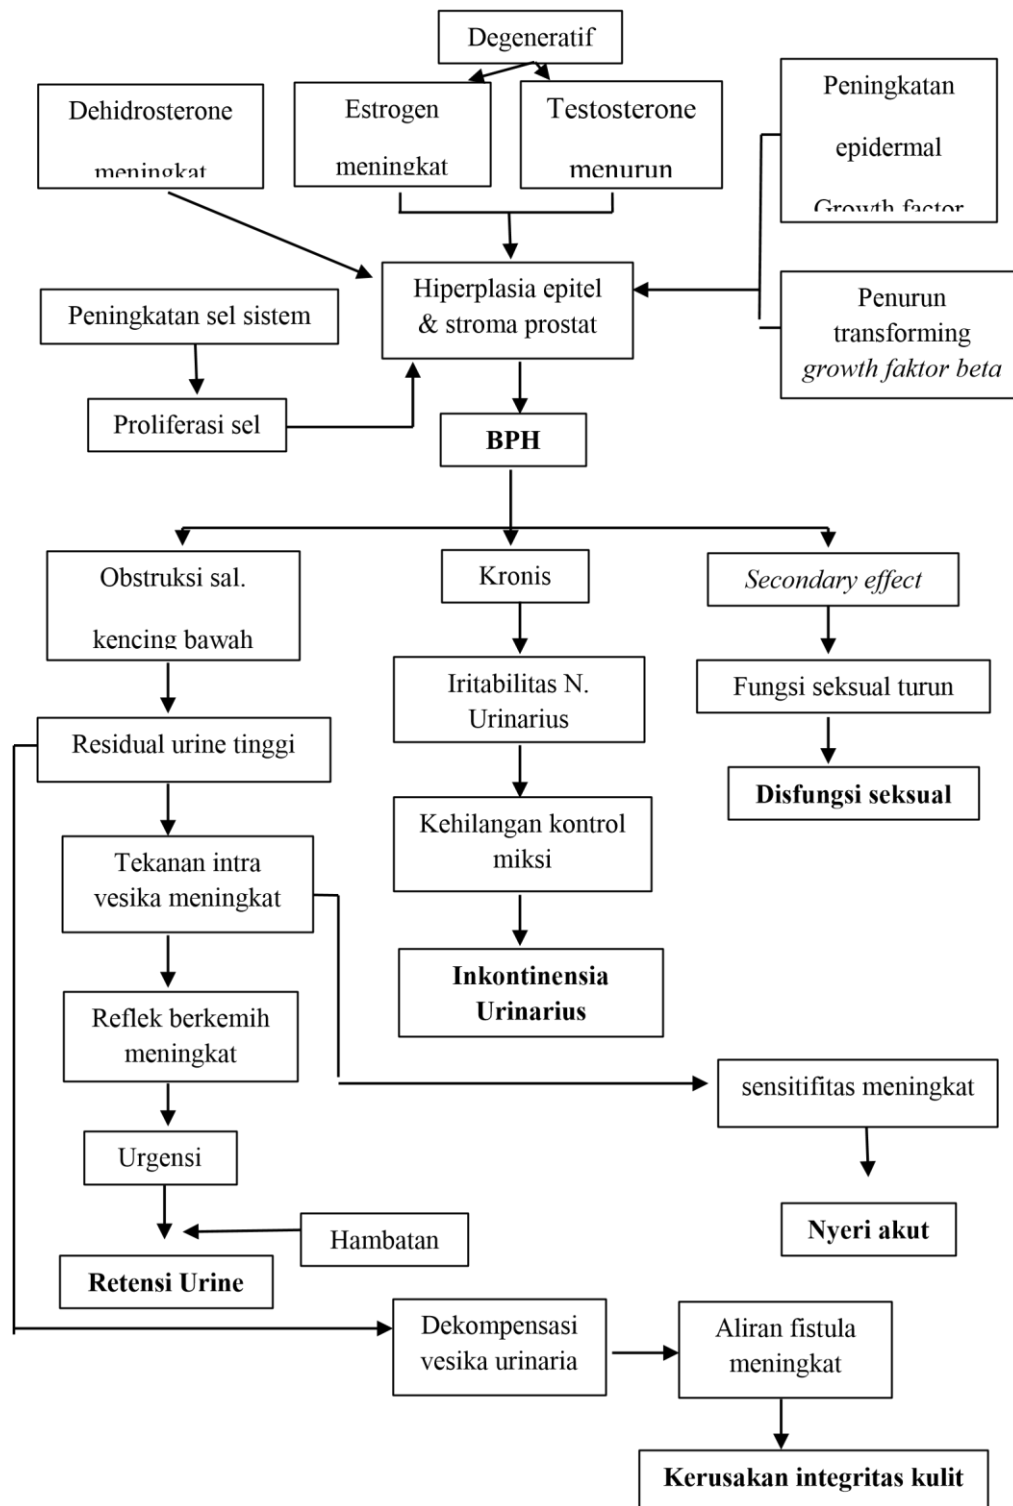 Degeneratif
Dehidrosterone
meningkat
Estrogen
meningkat
Testosterone
menurun
Peningkatan
epidermal
Growth factor
Hiperplasia epitel
& stroma prostat
Peningkatan sel sistem
Penurun
transforming
growth faktor beta
Proliferasi sel
BPH
Obstruksi sal.
kencing bawah
Kronis
Secondary effect
Iritabilitas N.
Urinarius
Fungsi seksual turun
Residual urine tinggi
Disfungsi seksual
Kehilangan kontrol
miksi
Tekanan intra
vesika meningkat
Inkontinensia
Urinarius
Reflek berkemih
meningkat
sensitifitas meningkat
Urgensi
Nyeri akut
Hambatan
Retensi Urine
Dekompensasi
vesika urinaria
Aliran fistula
meningkat
Kerusakan integritas kulit